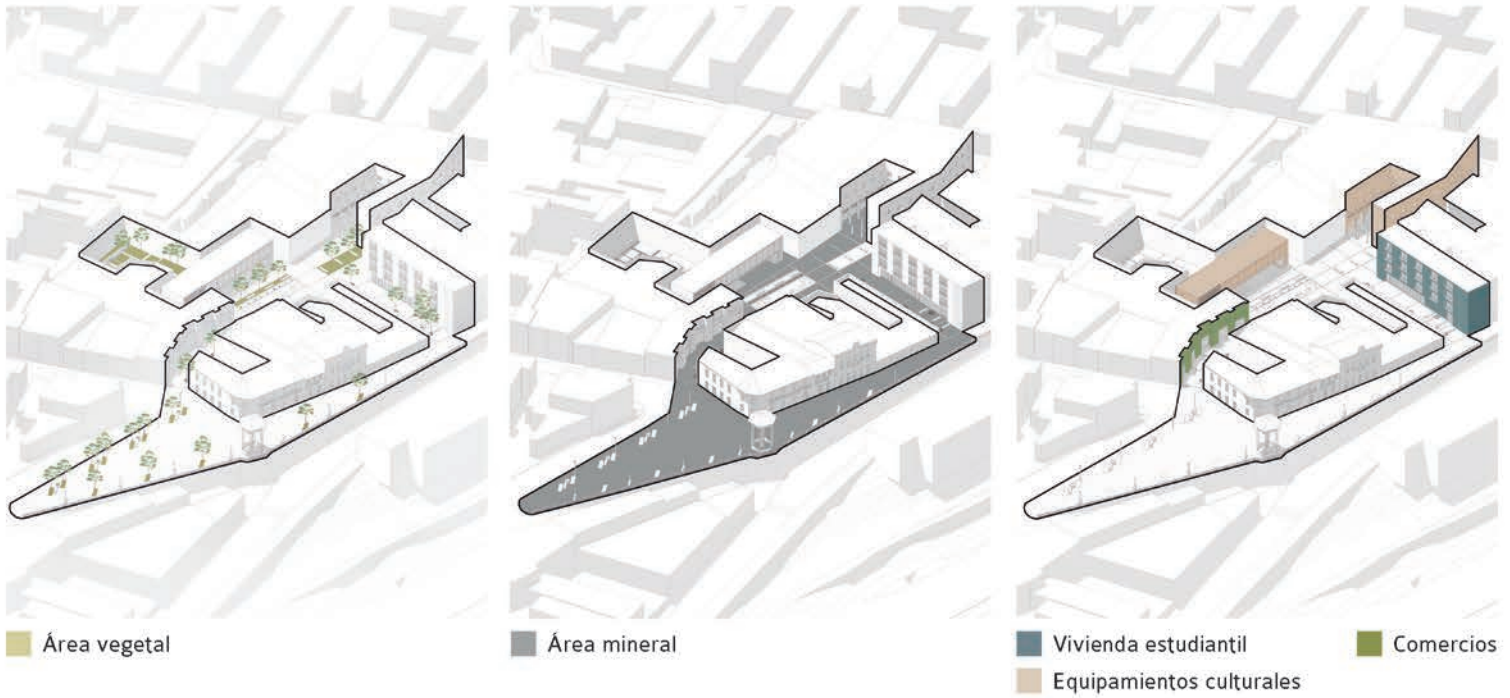 Área vegetal
Área mineral
Vivienda estudiantil
Comercios
Equipamientos culturales